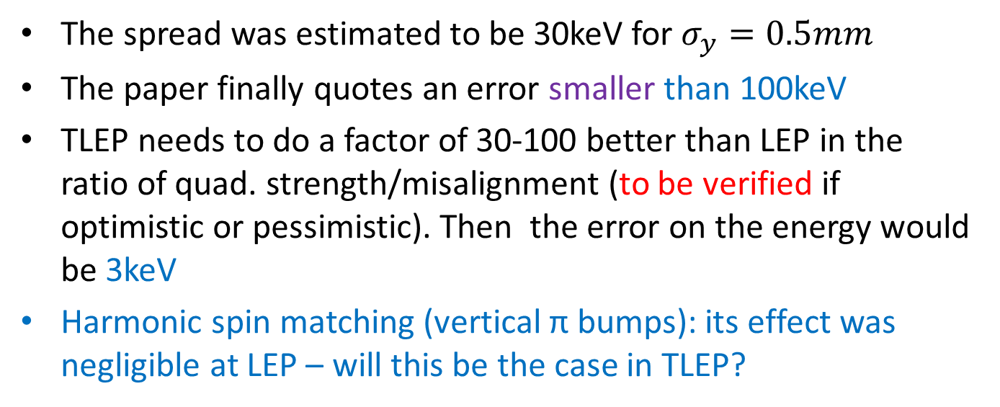 • The spread was estimated to be 30keV for σy = 0.5mm
• The paper finally quotes an error smaller than 100keV
• TLEP needs to do a factor of 30-100 better than LEP in the
ratio of quad. strength/misalignment (to be verified if
optimistic or pessimistic). Then  the error on the energy would
be 3keV
• Harmonic spin matching (vertical π bumps): its effect was
negligible at LEP – will this be the case in TLEP?